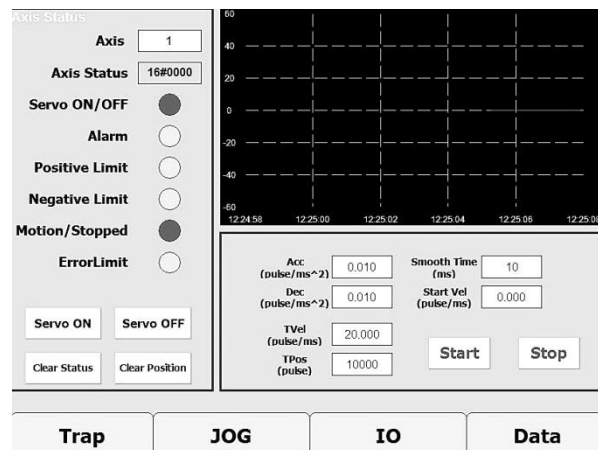 Axis Status
Axis 1
Axis Status 16#0000
Servo ON/OFF
Alarm
Positive Limit
Negative Limit
Motion/Stopped
ErrorLimit
Servo ON Servo OFF
Clear Status Clear Position
60
40
20
0
-20
-40
-60
12:24:58 12:25:00 12:25:02 12:25:04 12:25:06 12:25:08
Acc
(pulse/ms^2) 0.010
Smooth Time
(ms) 10
Dec
(pulse/ms^2) 0.010
Start Vel
(pulse/ms) 0.000
TVel
(pulse/ms) 20.000
TPos
(pulse) 10000
Start Stop
Trap JOG IO Data